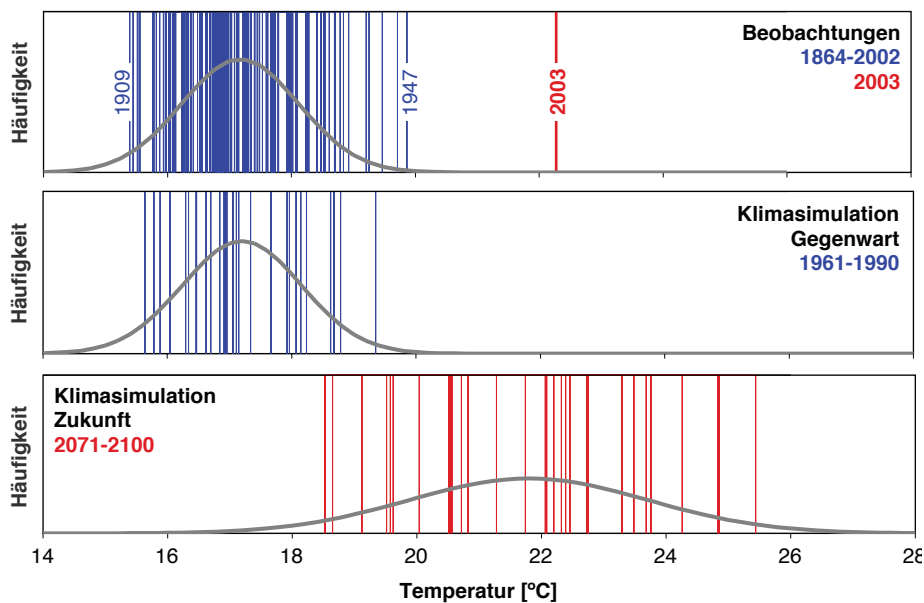 Häufigkeit
1909
1947
2003
Beobachtungen
1864-2002
2003
Häufigkeit
Klimasimulation
Gegenwart
1961-1990
Häufigkeit
Klimasimulation
Zukunft
2071-2100
14 16 18 20 22 24 26 28
Temperatur [ºC]